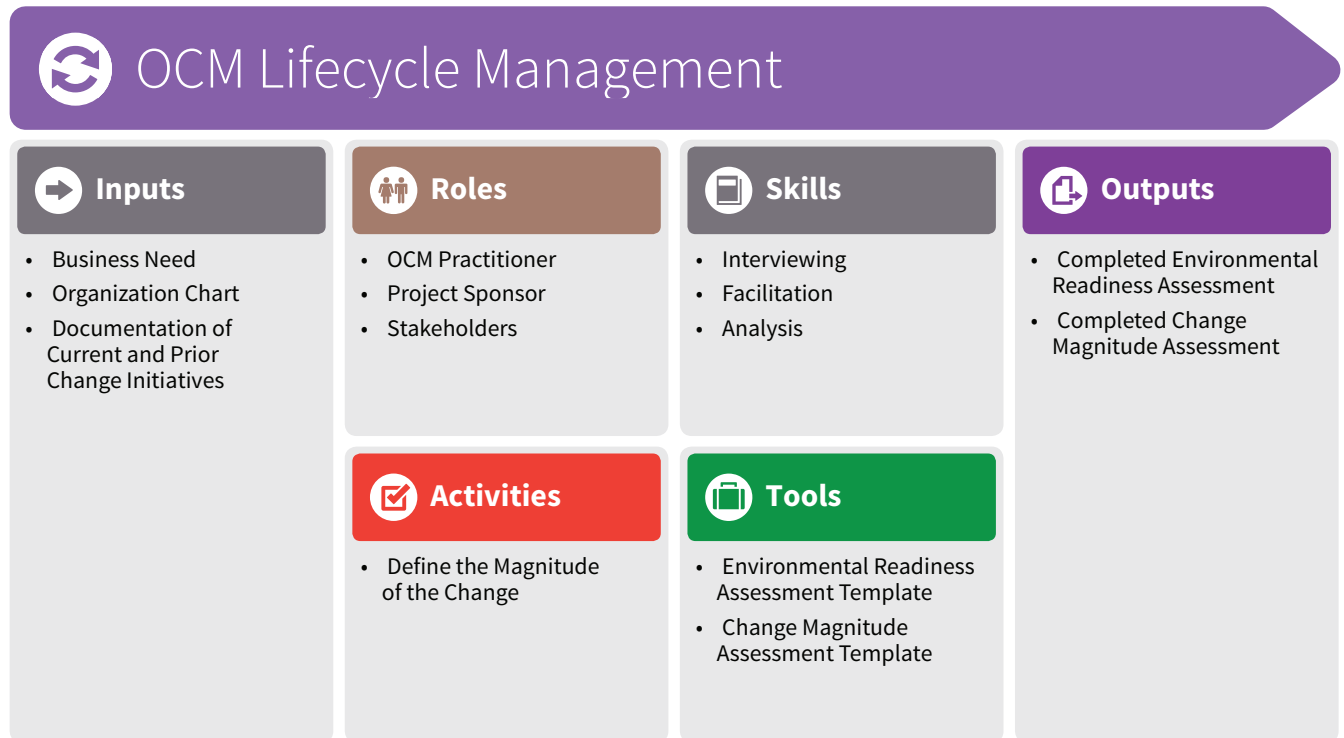 OCM Lifecycle Management
Inputs
• Business Need
• Organization Chart
• Documentation of
Current and Prior
Change Initiatives
Roles
• OCM Practitioner
• Project Sponsor
• Stakeholders
Skills
• Interviewing
• Facilitation
• Analysis
Outputs
• Completed Environmental
Readiness Assessment
• Completed Change
Magnitude Assessment
Activities
• Define the Magnitude
of the Change
Tools
• Environmental Readiness
Assessment Template
• Change Magnitude
Assessment Template